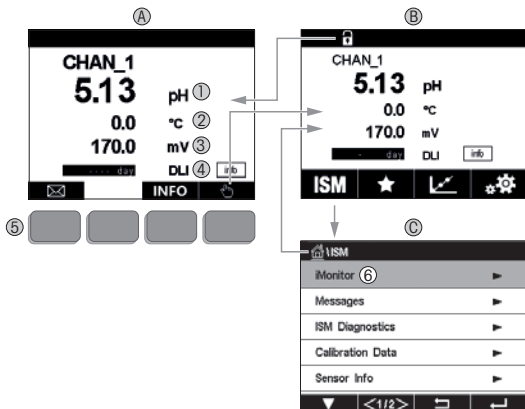 Ⓐ
CHAN_1
5.13 pH ①
0.0 °C ②
170.0 mV ③
---- day DLI ④ info
INFO
⑤
Ⓑ
CHAN_1
5.13 pH
0.0 °C
170.0 mV
---- day DLI info
ISM
Ⓒ
\ISM
iMonitor ⑥
Messages
ISM Diagnostics
Calibration Data
Sensor Info
<1/2>